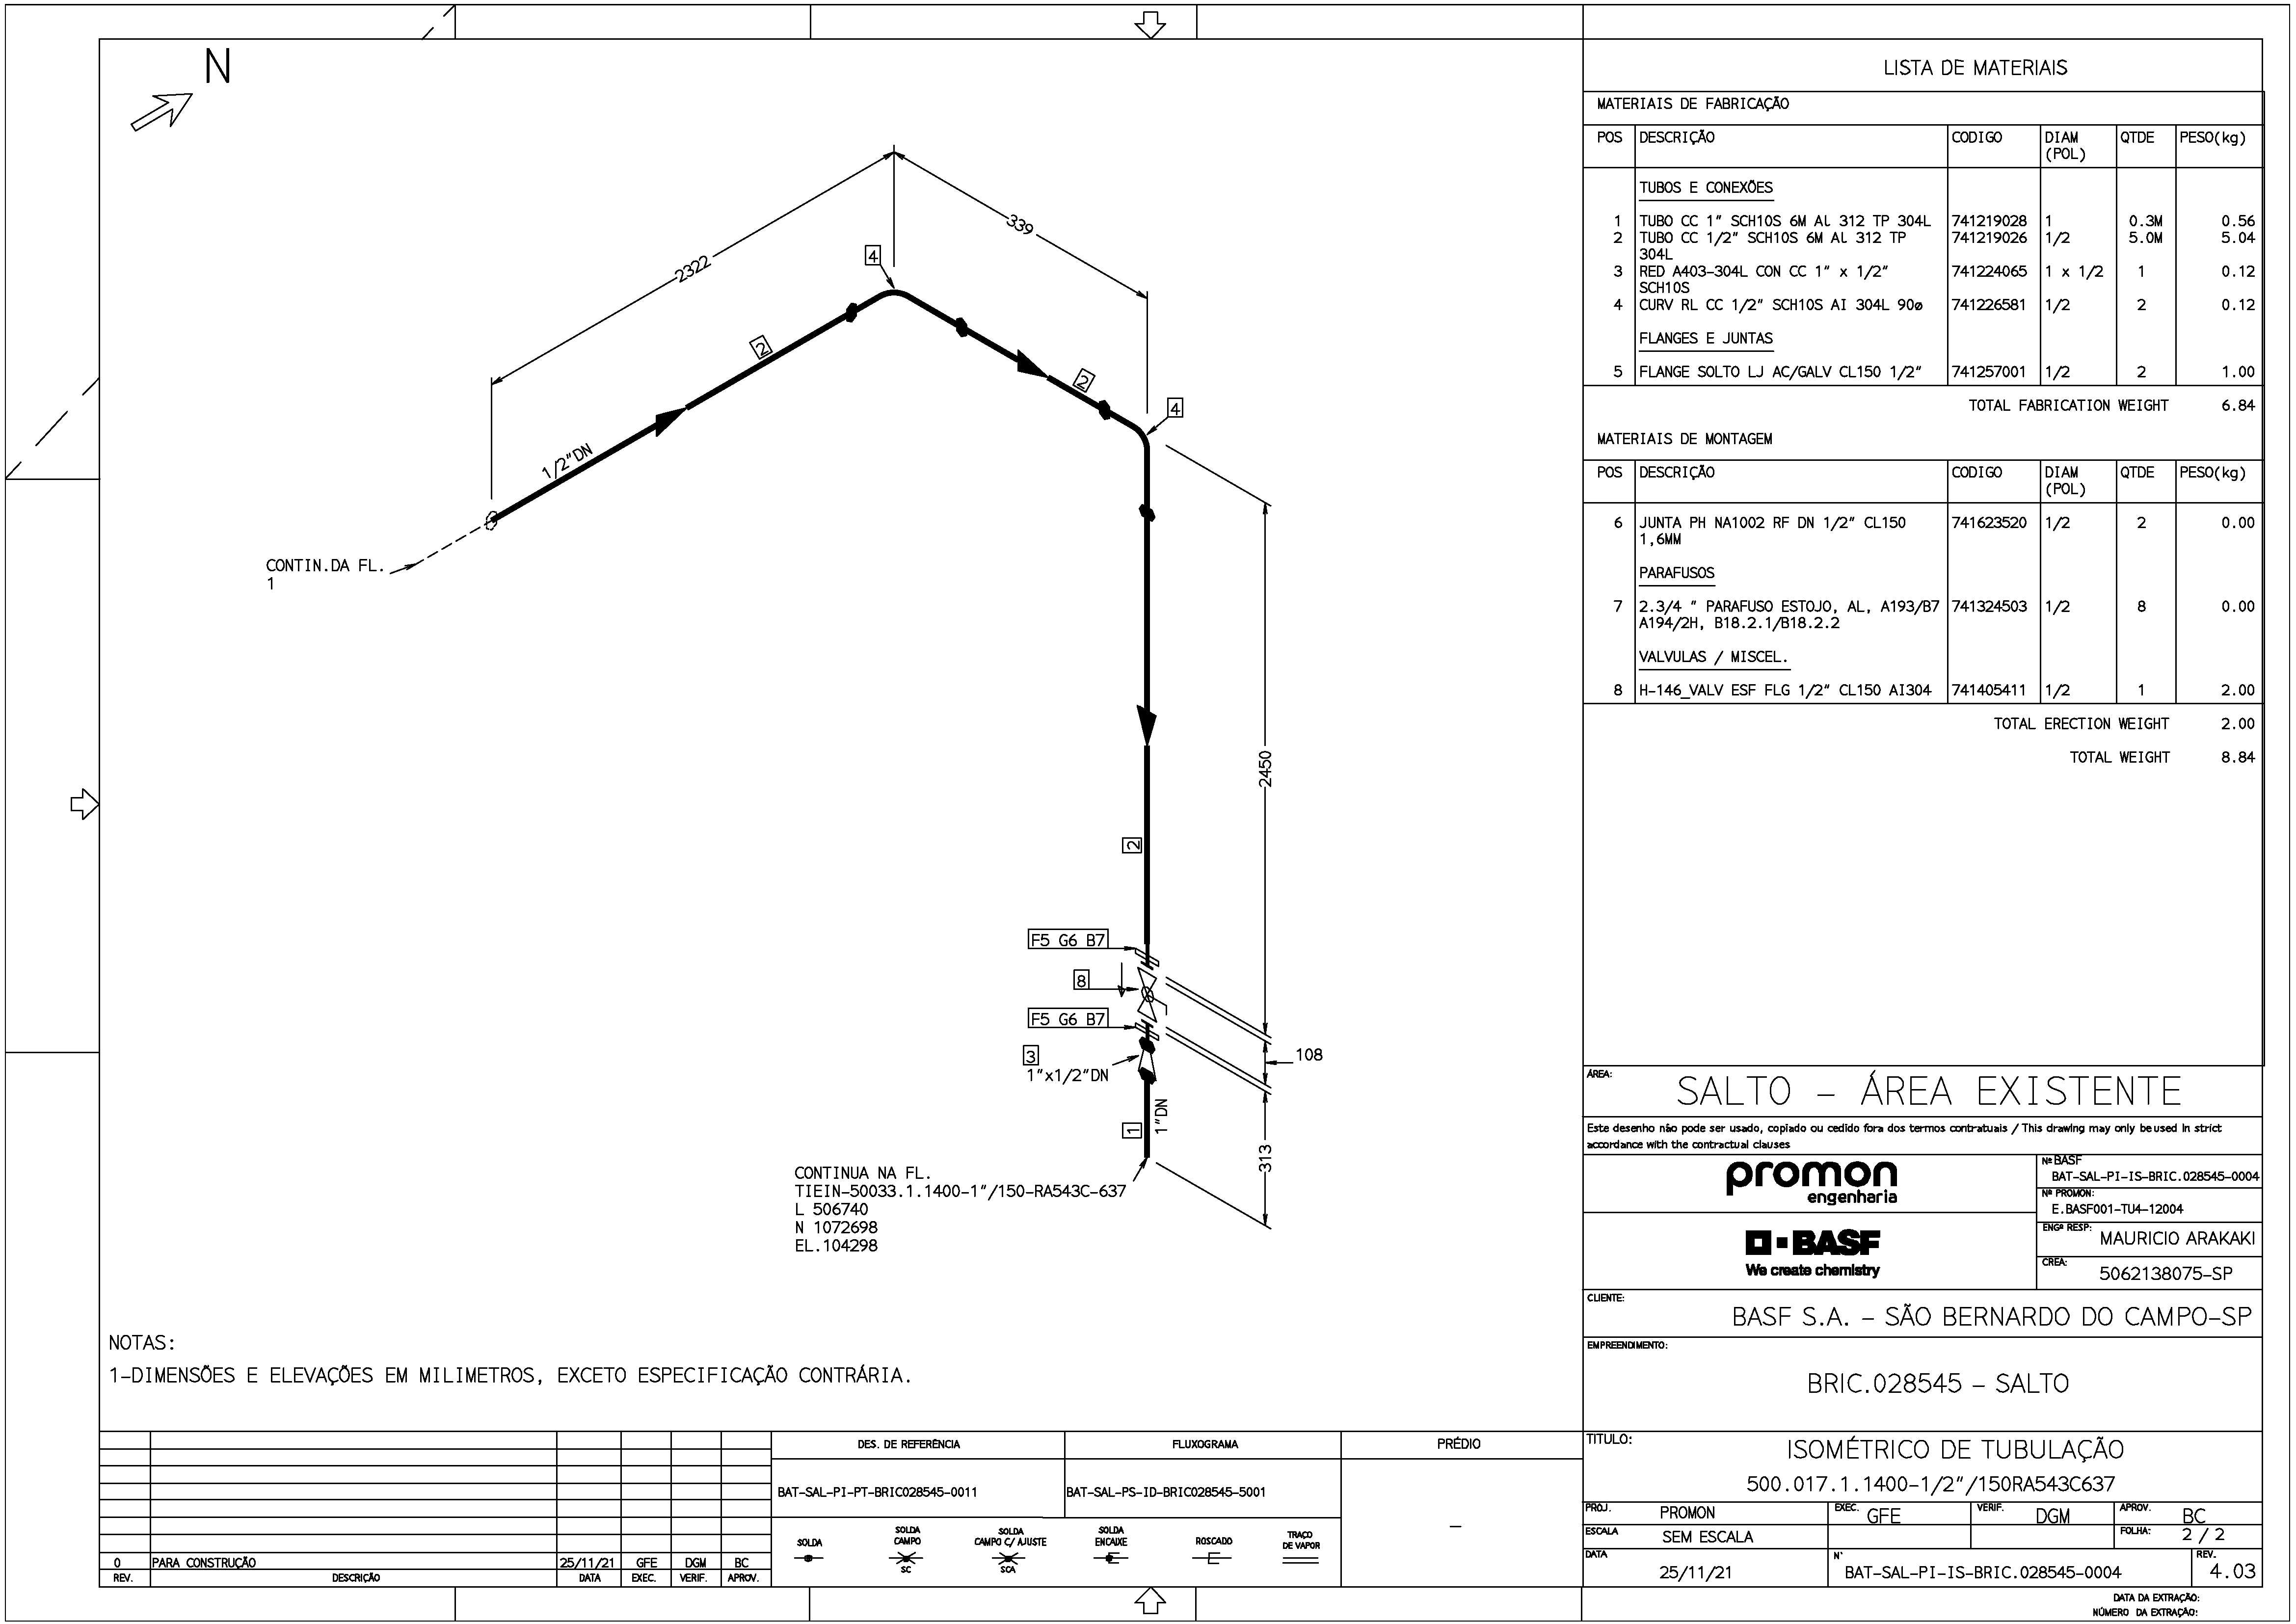 N
2322
339
4
2
2
4
1/2"DN
CONTIN.DA FL.
1
2450
2
F5 G6 B7
8
F5 G6 B7
3
1"x1/2"DN
108
1"DN
1
313
CONTINUA NA FL.
TIEIN-50033.1.1400-1"/150-RA543C-637
L 506740
N 1072698
EL.104298
NOTAS:
1-DIMENSÕES E ELEVAÇÕES EM MILIMETROS, EXCETO ESPECIFICAÇÃO CONTRÁRIA.
LISTA DE MATERIAIS
MATERIAIS DE FABRICAÇÃO
POS DESCRIÇÃO CODIGO DIAM (POL) QTDE PESO(kg)
TUBOS E CONEXÕES
1 TUBO CC 1" SCH10S 6M AL 312 TP 304L 741219028 1 0.3M 0.56
2 TUBO CC 1/2" SCH10S 6M AL 312 TP 741219026 1/2 5.0M 5.04
304L
3 RED A403-304L CON CC 1" x 1/2" 741224065 1 x 1/2 1 0.12
SCH10S
4 CURV RL CC 1/2" SCH10S AI 304L 90ø 741226581 1/2 2 0.12
FLANGES E JUNTAS
5 FLANGE SOLTO LJ AC/GALV CL150 1/2" 741257001 1/2 2 1.00
TOTAL FABRICATION WEIGHT 6.84
MATERIAIS DE MONTAGEM
POS DESCRIÇÃO CODIGO DIAM (POL) QTDE PESO(kg)
6 JUNTA PH NA1002 RF DN 1/2" CL150 741623520 1/2 2 0.00
1,6MM
PARAFUSOS
7 2.3/4 " PARAFUSO ESTOJO, AL, A193/B7 741324503 1/2 8 0.00
A194/2H, B18.2.1/B18.2.2
VALVULAS / MISCEL.
8 H-146_VALV ESF FLG 1/2" CL150 AI304 741405411 1/2 1 2.00
TOTAL ERECTION WEIGHT 2.00
TOTAL WEIGHT 8.84
ÁREA:
SALTO - ÁREA EXISTENTE
Este desenho não pode ser usado, copiado ou cedido fora dos termos contratuais / This drawing may only be used in strict
accordance with the contractual clauses
promon
engenharia
Nº BASF
BAT-SAL-PI-IS-BRIC.028545-0004
Nº PROMON:
E.BASF001-TU4-12004
BASF
We create chemistry
ENGº RESP:
MAURICIO ARAKAKI
CREA:
5062138075-SP
CLIENTE:
BASF S.A. - SÃO BERNARDO DO CAMPO-SP
EMPREENDIMENTO:
BRIC.028545 - SALTO
TITULO:
ISOMÉTRICO DE TUBULAÇÃO
500.017.1.1400-1/2"/150RA543C637
PROJ. PROMON EXEC. GFE VERIF. DGM APROV. BC
ESCALA SEM ESCALA FOLHA: 2 / 2
DATA 25/11/21 N° BAT-SAL-PI-IS-BRIC.028545-0004 REV. 4.03
DATA DA EXTRAÇÃO:
NÚMERO DA EXTRAÇÃO:
DES. DE REFERÊNCIA FLUXOGRAMA PRÉDIO
BAT-SAL-PI-PT-BRIC028545-0011 BAT-SAL-PS-ID-BRIC028545-5001 -
SOLDA
SOLDA CAMPO
SC
SOLDA CAMPO C/ AJUSTE
SCA
SOLDA ENCAIXE
ROSCADO
TRAÇO DE VAPOR
0 PARA CONSTRUÇÃO 25/11/21 GFE DGM BC
REV. DESCRIÇÃO DATA EXEC. VERIF. APROV.